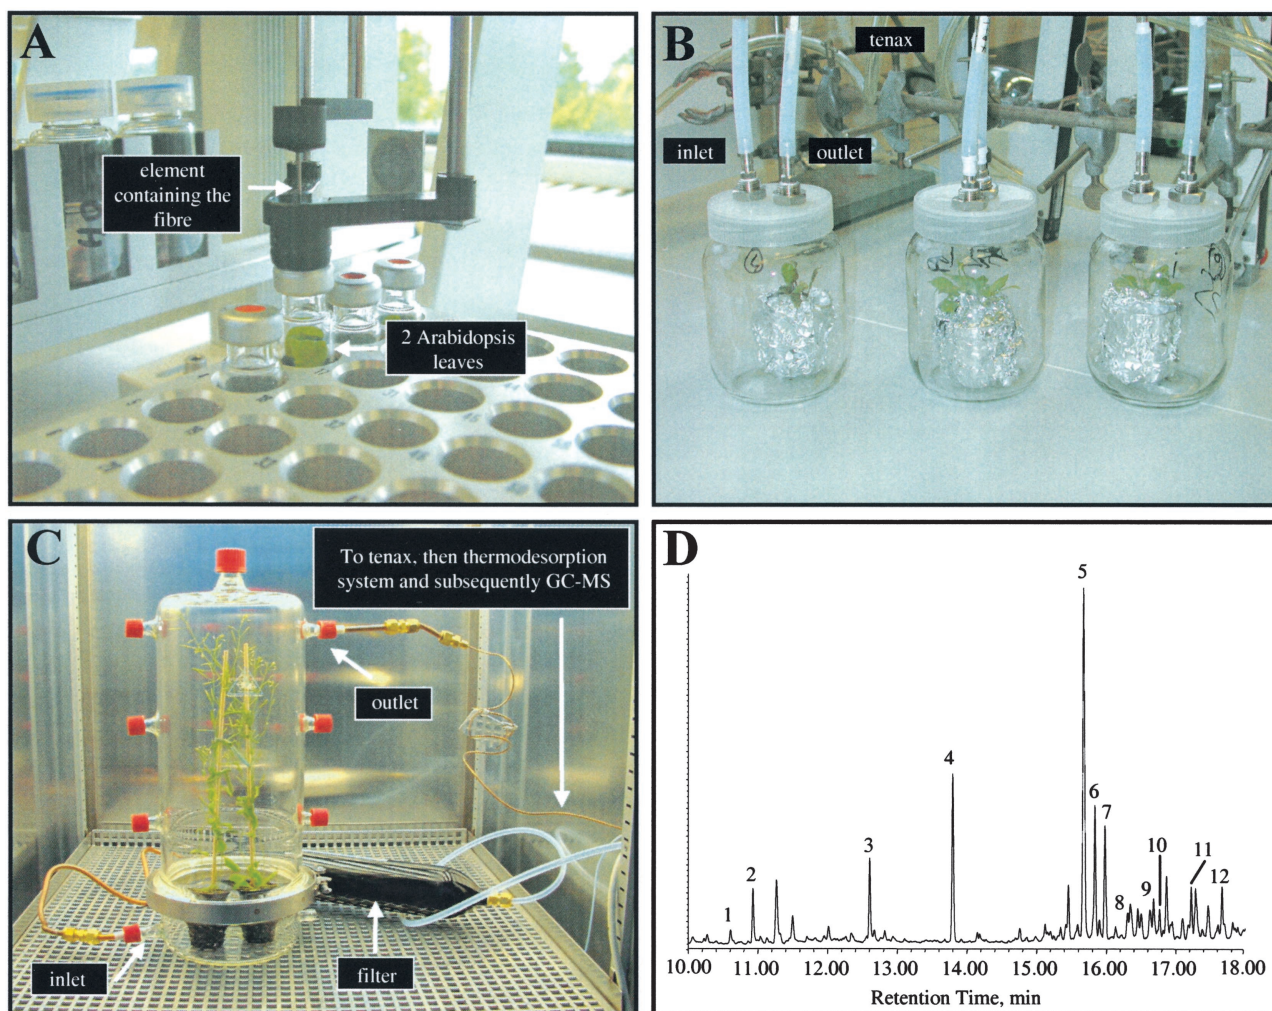 A
element
containing the
fibre
2 Arabidopsis
leaves
B
tenax
inlet
outlet
C
To tenax, then thermodesorption
system and subsequently GC-MS
outlet
inlet
filter
D
5
4
6
7
3
10
11
2
9
12
8
1
10.00 11.00 12.00 13.00 14.00 15.00 16.00 17.00 18.00
Retention Time, min